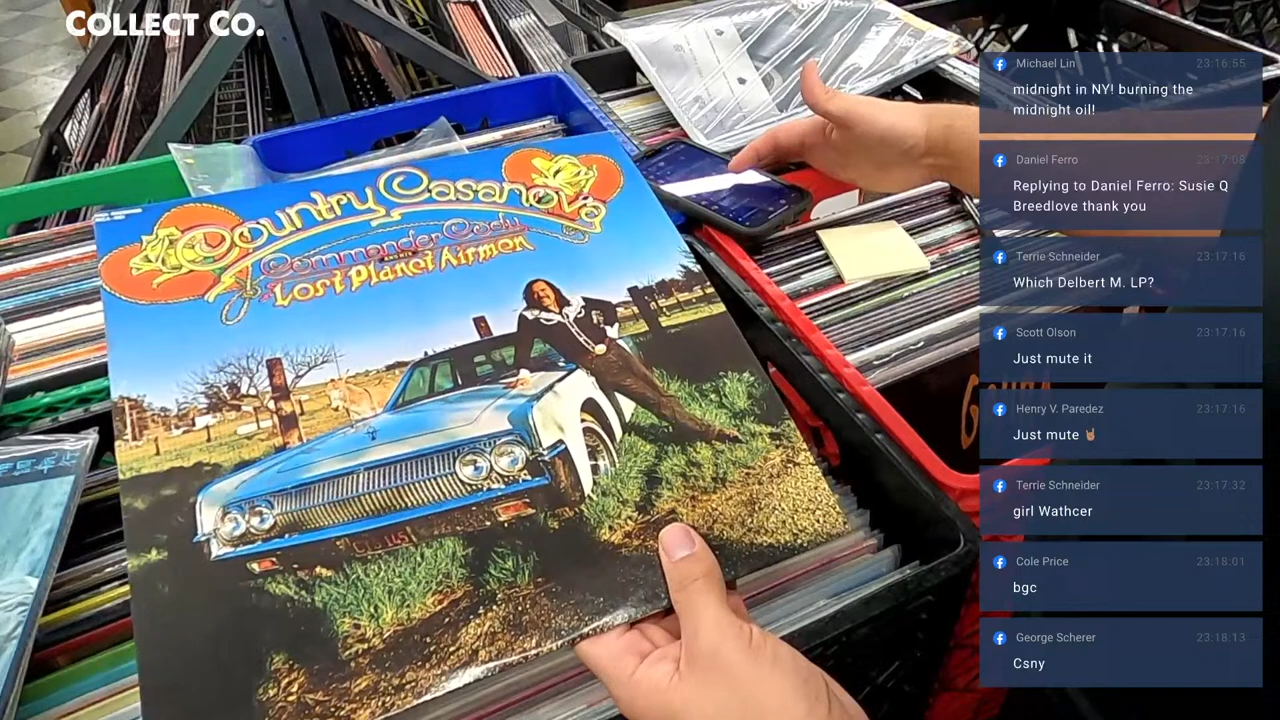 COLLECT CO.
Country Casanova
Commander Cody
AND HIS
Lost Planet Airmen
Michael Lin 23:16:55
midnight in NY! burning the
midnight oil!
Daniel Ferro 23:17:08
Replying to Daniel Ferro: Susie Q
Breedlove thank you
Terrie Schneider 23:17:16
Which Delbert M. LP?
Scott Olson 23:17:16
Just mute it
Henry V. Paredez 23:17:16
Just mute 🤘🏽
Terrie Schneider 23:17:32
girl Wathcer
Cole Price 23:18:01
bgc
George Scherer 23:18:13
Csny